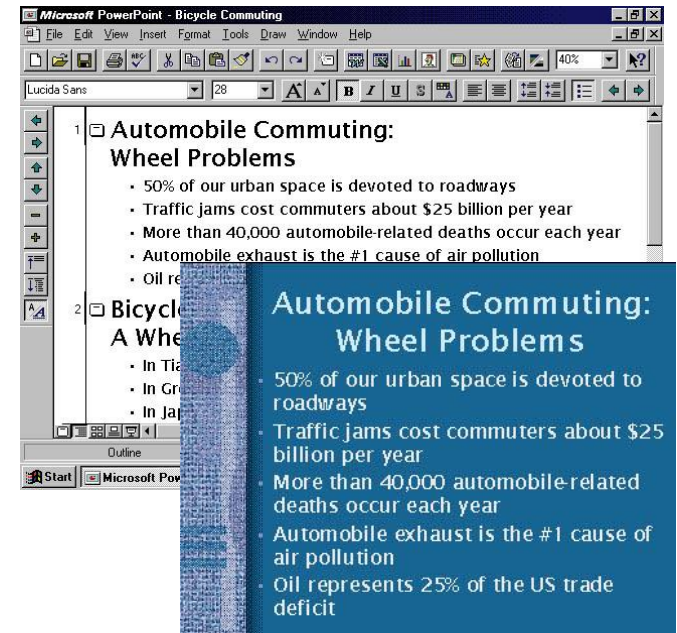 Microsoft PowerPoint - Bicycle Commuting
File Edit View Insert Format Tools Draw Window Help
40%
Lucida Sans 28 A A B I U S
1 Automobile Commuting:
Wheel Problems
· 50% of our urban space is devoted to roadways
· Traffic jams cost commuters about $25 billion per year
· More than 40,000 automobile-related deaths occur each year
· Automobile exhaust is the #1 cause of air pollution
· Oil re
2 Bicycl
A Whe
· In Tia
· In Gr
· In Jap
Outline
Start Microsoft Pow
Automobile Commuting:
Wheel Problems
50% of our urban space is devoted to
roadways
Traffic jams cost commuters about $25
billion per year
More than 40,000 automobile-related
deaths occur each year
Automobile exhaust is the #1 cause of
air pollution
Oil represents 25% of the US trade
deficit